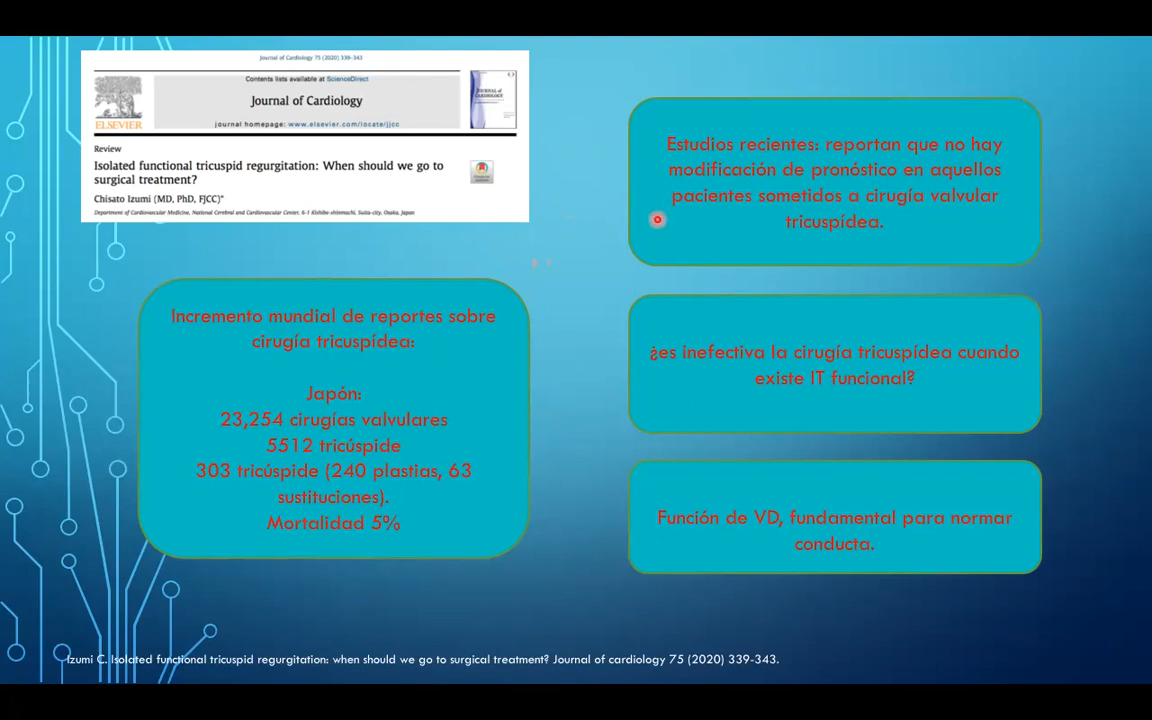 Journal of Cardiology 75 (2020) 339-343
Contents lists available at ScienceDirect
Journal of Cardiology
journal homepage: www.elsevier.com/locate/jjcc
ELSEVIER
JOURNAL of CARDIOLOGY
Review
Isolated functional tricuspid regurgitation: When should we go to
surgical treatment?
Chisato Izumi (MD, PhD, FJCC)*
Department of Cardiovascular Medicine, National Cerebral and Cardiovascular Center, 6-1 Kishibe-shinmachi, Suita-city, Osaka, Japan
Incremento mundial de reportes sobre
cirugía tricuspídea:
Japón:
23,254 cirugías valvulares
5512 tricúspide
303 tricúspide (240 plastias, 63
sustituciones).
Mortalidad 5%
Estudios recientes: reportan que no hay
modificación de pronóstico en aquellos
pacientes sometidos a cirugía valvular
tricuspídea.
¿es inefectiva la cirugía tricuspídea cuando
existe IT funcional?
Función de VD, fundamental para normar
conducta.
Izumi C. Isolated functional tricuspid regurgitation: when should we go to surgical treatment? Journal of cardiology 75 (2020) 339-343.